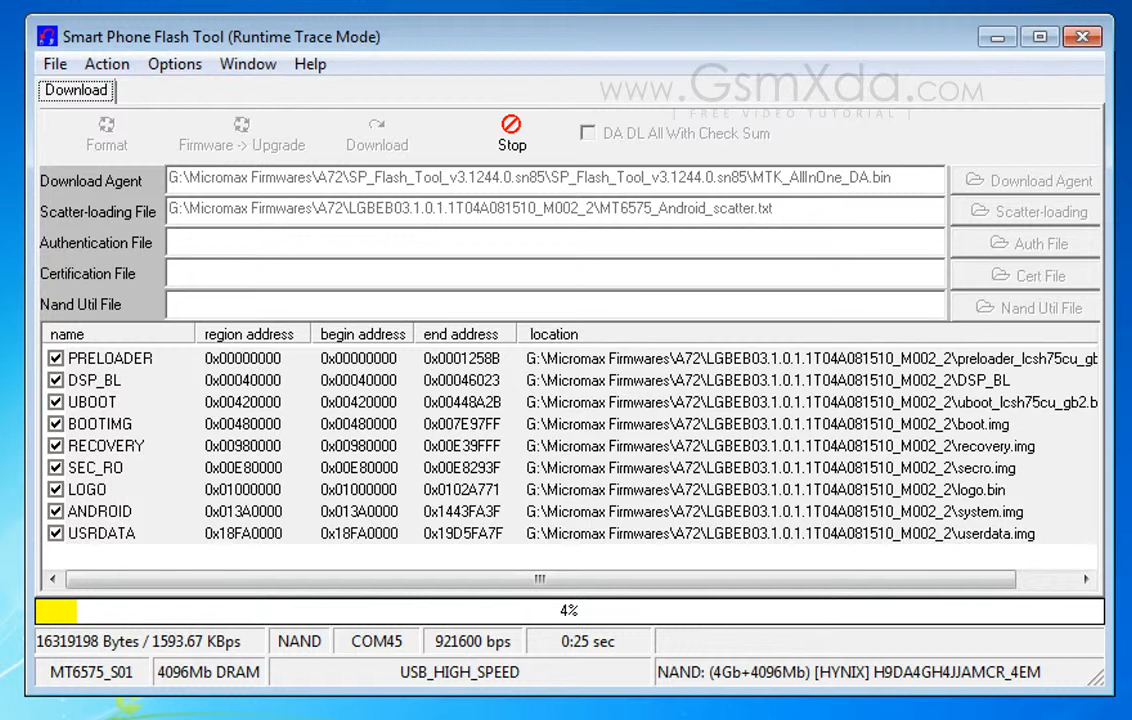 Smart Phone Flash Tool (Runtime Trace Mode)
File Action Options Window Help
www.GsmXda.com
[ FREE VIDEO TUTORIAL ]
Download
Format Firmware -> Upgrade Download Stop DA DL All With Check Sum
Download Agent G:\Micromax Firmwares\A72\SP_Flash_Tool_v3.1244.0.sn85\SP_Flash_Tool_v3.1244.0.sn85\MTK_AllInOne_DA.bin Download Agent
Scatter-loading File G:\Micromax Firmwares\A72\LGBEB03.1.0.1.1T04A081510_M002_2\MT6575_Android_scatter.txt Scatter-loading
Authentication File Auth File
Certification File Cert File
Nand Util File Nand Util File
name region address begin address end address location
PRELOADER 0x00000000 0x00000000 0x0001258B G:\Micromax Firmwares\A72\LGBEB03.1.0.1.1T04A081510_M002_2\preloader_lcsh75cu_gb
DSP_BL 0x00040000 0x00040000 0x00046023 G:\Micromax Firmwares\A72\LGBEB03.1.0.1.1T04A081510_M002_2\DSP_BL
UBOOT 0x00420000 0x00420000 0x00448A2B G:\Micromax Firmwares\A72\LGBEB03.1.0.1.1T04A081510_M002_2\uboot_lcsh75cu_gb2.b
BOOTIMG 0x00480000 0x00480000 0x007E97FF G:\Micromax Firmwares\A72\LGBEB03.1.0.1.1T04A081510_M002_2\boot.img
RECOVERY 0x00980000 0x00980000 0x00E39FFF G:\Micromax Firmwares\A72\LGBEB03.1.0.1.1T04A081510_M002_2\recovery.img
SEC_RO 0x00E80000 0x00E80000 0x00E8293F G:\Micromax Firmwares\A72\LGBEB03.1.0.1.1T04A081510_M002_2\secro.img
LOGO 0x01000000 0x01000000 0x0102A771 G:\Micromax Firmwares\A72\LGBEB03.1.0.1.1T04A081510_M002_2\logo.bin
ANDROID 0x013A0000 0x013A0000 0x1443FA3F G:\Micromax Firmwares\A72\LGBEB03.1.0.1.1T04A081510_M002_2\system.img
USRDATA 0x18FA0000 0x18FA0000 0x19D5FA7F G:\Micromax Firmwares\A72\LGBEB03.1.0.1.1T04A081510_M002_2\userdata.img
4%
16319198 Bytes / 1593.67 KBps NAND COM45 921600 bps 0:25 sec
MT6575_S01 4096Mb DRAM USB_HIGH_SPEED NAND: (4Gb+4096Mb) [HYNIX] H9DA4GH4JJAMCR_4EM